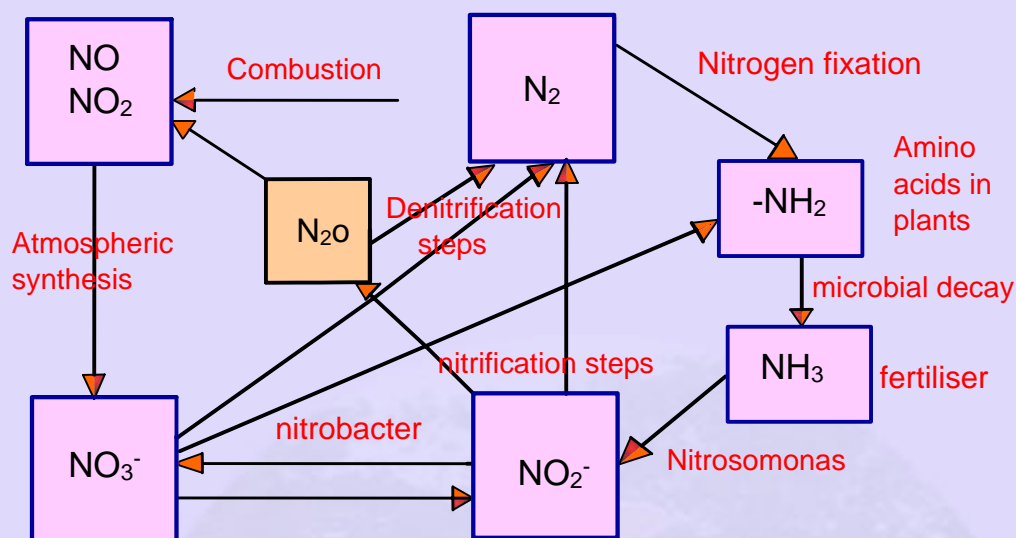 NO
NO₂
Combustion
N₂
Nitrogen fixation
N₂o
Denitrification
steps
-NH₂
Amino
acids in
plants
Atmospheric
synthesis
microbial decay
nitrification steps
NH₃
fertiliser
NO₃⁻
nitrobacter
NO₂⁻
Nitrosomonas